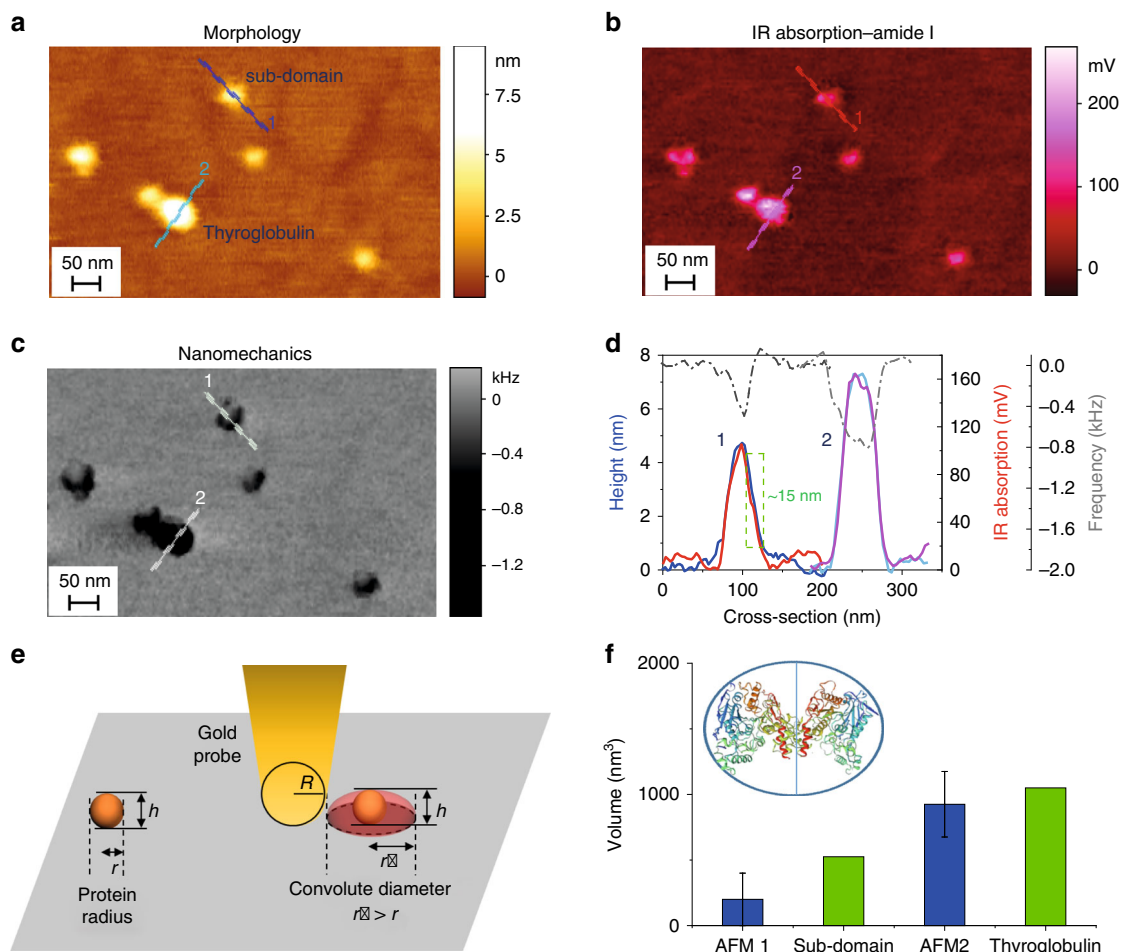 a
Morphology
sub-domain
1
2
Thyroglobulin
50 nm
nm
7.5
5
2.5
0
b
IR absorption–amide I
1
2
50 nm
mV
200
100
0
c
Nanomechanics
1
2
50 nm
kHz
0
–0.4
–0.8
–1.2
d
8
6
4
2
0
Height (nm)
1
2
~15 nm
0
100
200
300
Cross-section (nm)
160
120
80
40
0
IR absorption (mV)
0.0
–0.4
–0.8
–1.2
–1.6
–2.0
Frequency (kHz)
e
Gold
probe
R
h
h
r
r
Protein
radius
Convolute diameter
r > r
f
2000
1000
0
Volume (nm³)
AFM 1
Sub-domain
AFM2
Thyroglobulin